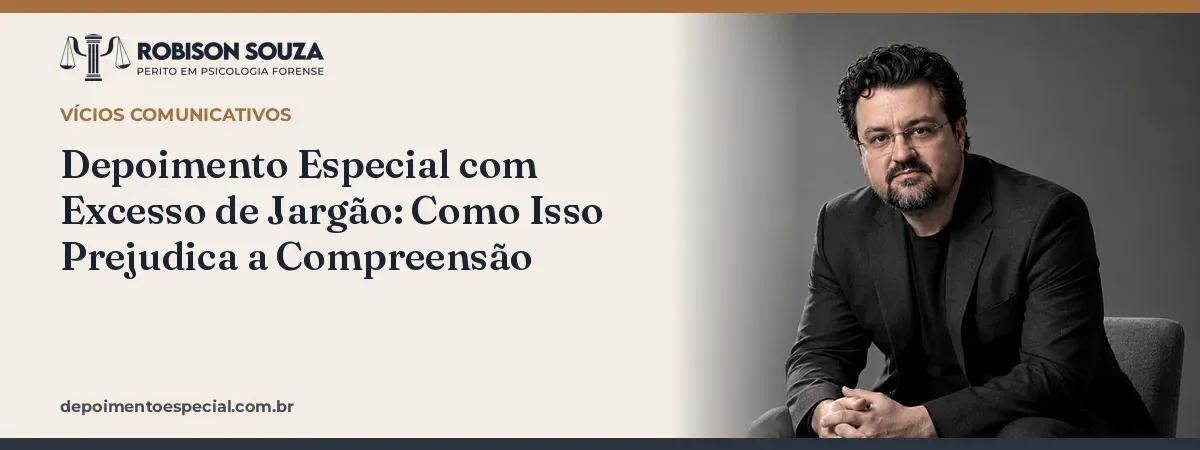 ROBISON SOUZA
PERITO EM PSICOLOGIA FORENSE
VÍCIOS COMUNICATIVOS
Depoimento Especial com
Excesso de Jargão: Como Isso
Prejudica a Compreensão
depoimentoespecial.com.br